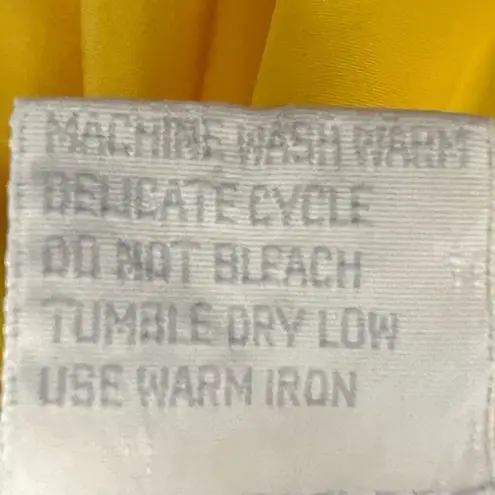 MACHINE WASH WARM
DELICATE CYCLE
DO NOT BLEACH
TUMBLE DRY LOW
USE WARM IRON